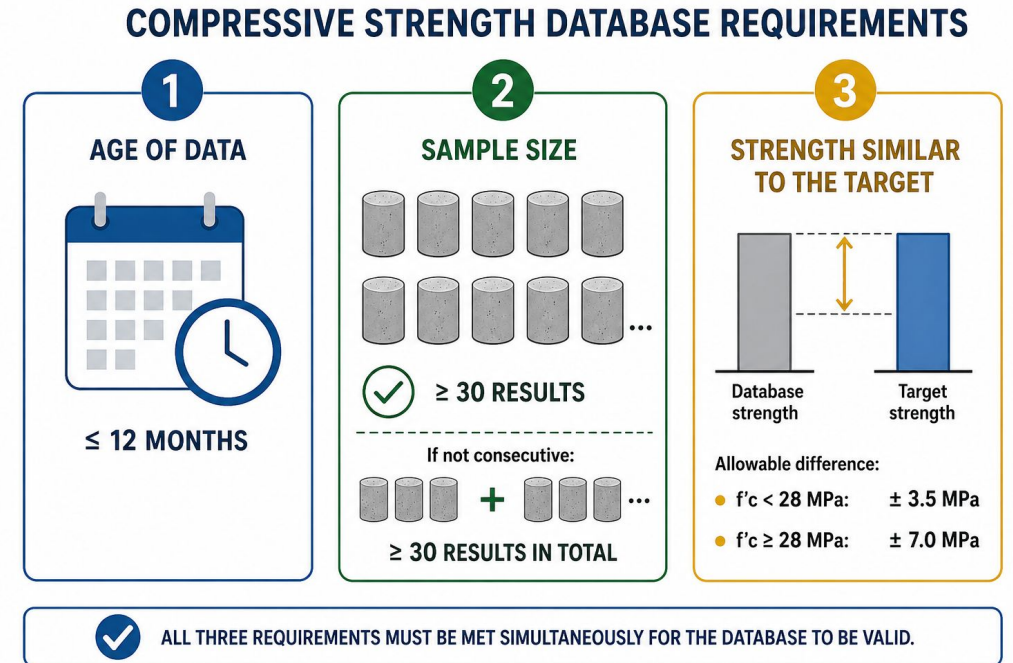 COMPRESSIVE STRENGTH DATABASE REQUIREMENTS
1
AGE OF DATA
≤ 12 MONTHS
2
SAMPLE SIZE
...
≥ 30 RESULTS
If not consecutive:
+ ...
≥ 30 RESULTS IN TOTAL
3
STRENGTH SIMILAR
TO THE TARGET
Database
strength
Target
strength
Allowable difference:
• f'c < 28 MPa: ± 3.5 MPa
• f'c ≥ 28 MPa: ± 7.0 MPa
ALL THREE REQUIREMENTS MUST BE MET SIMULTANEOUSLY FOR THE DATABASE TO BE VALID.